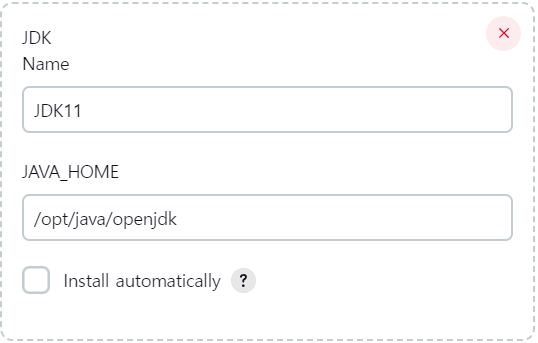 JDK
Name
JDK11
JAVA_HOME
/opt/java/openjdk
Install automatically ?